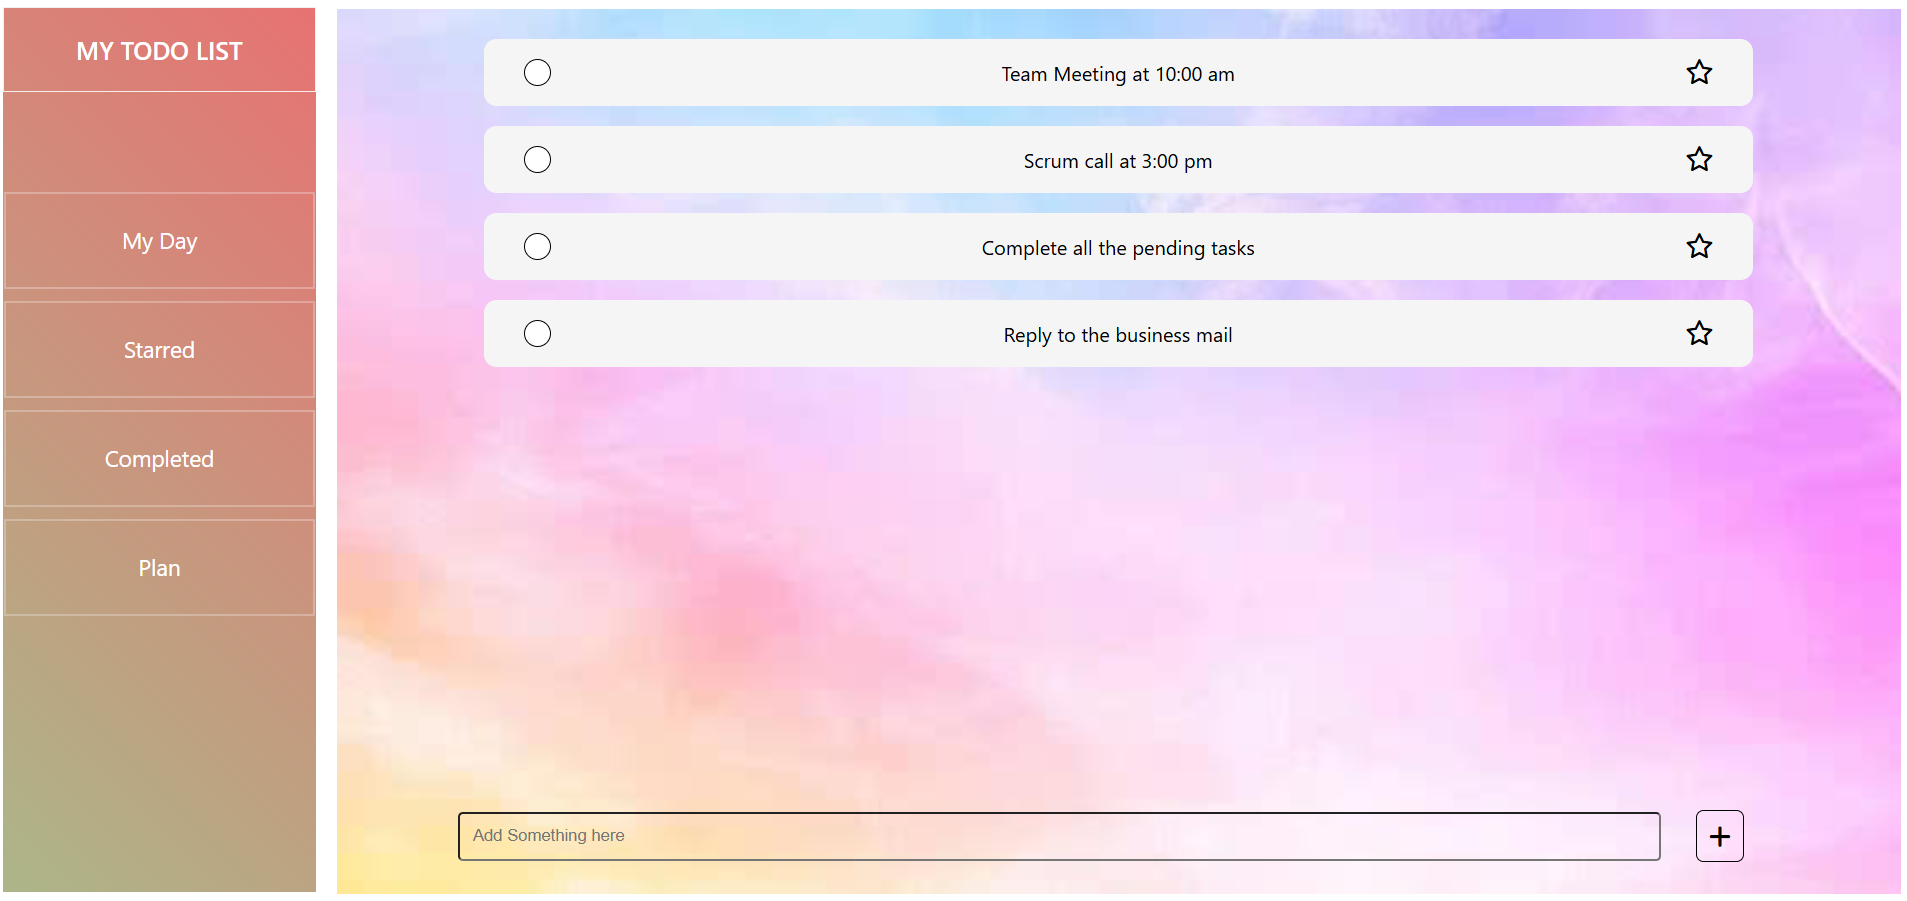 MY TODO LIST
My Day
Starred
Completed
Plan
Team Meeting at 10:00 am
Scrum call at 3:00 pm
Complete all the pending tasks
Reply to the business mail
Add Something here